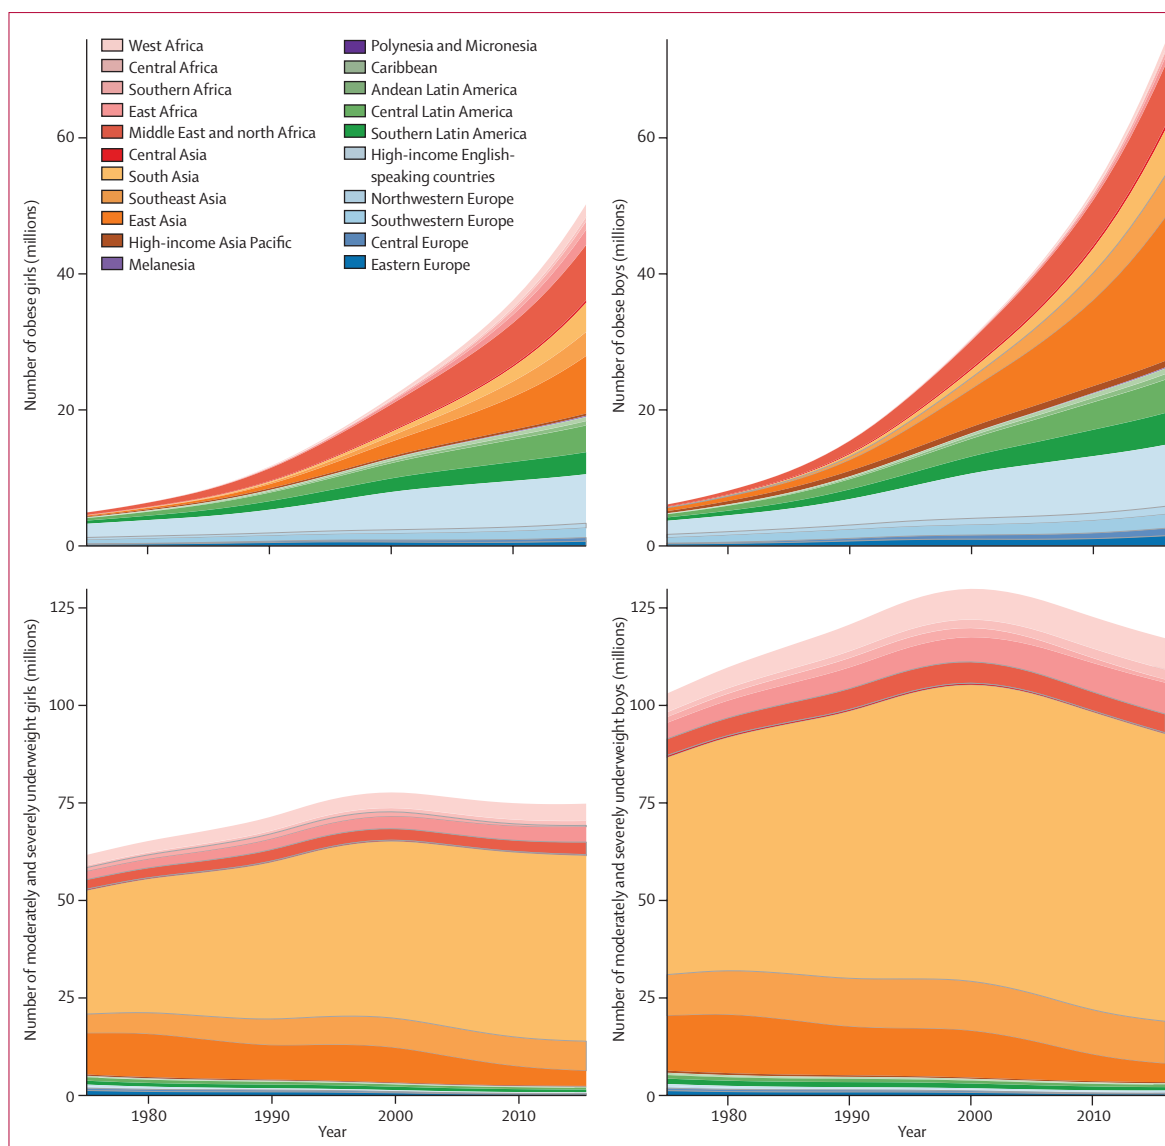 West Africa
Central Africa
Southern Africa
East Africa
Middle East and north Africa
Central Asia
South Asia
Southeast Asia
East Asia
High-income Asia Pacific
Melanesia
Polynesia and Micronesia
Caribbean
Andean Latin America
Central Latin America
Southern Latin America
High-income English-
speaking countries
Northwestern Europe
Southwestern Europe
Central Europe
Eastern Europe
Number of obese girls (millions)
60
40
20
0
Number of obese boys (millions)
60
40
20
0
Number of moderately and severely underweight girls (millions)
125
100
75
50
25
0
1980
1990
2000
2010
Year
Number of moderately and severely underweight boys (millions)
125
100
75
50
25
0
1980
1990
2000
2010
Year